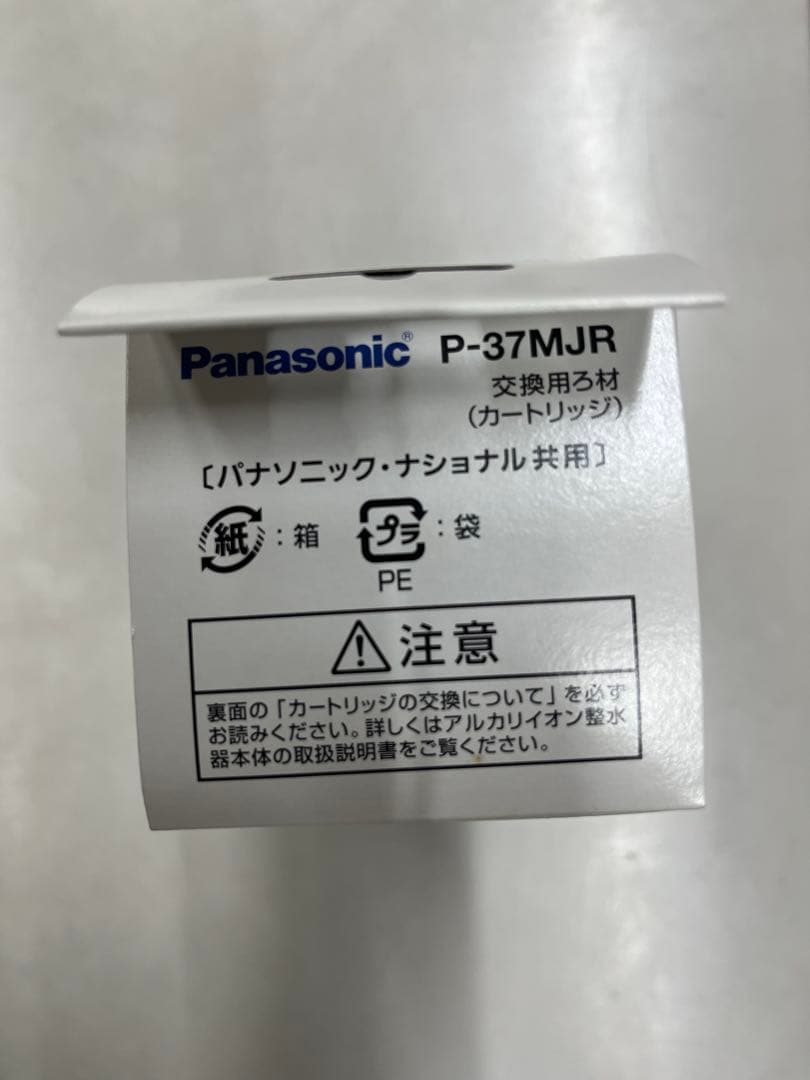 Panasonic® P-37MJR
交換用ろ材
(カートリッジ)
〔パナソニック・ナショナル共用〕
紙：箱 プラ：袋
PE
注意
裏面の「カートリッジの交換について」を必ず
お読みください。詳しくはアルカリイオン整水
器本体の取扱説明書をご覧ください。